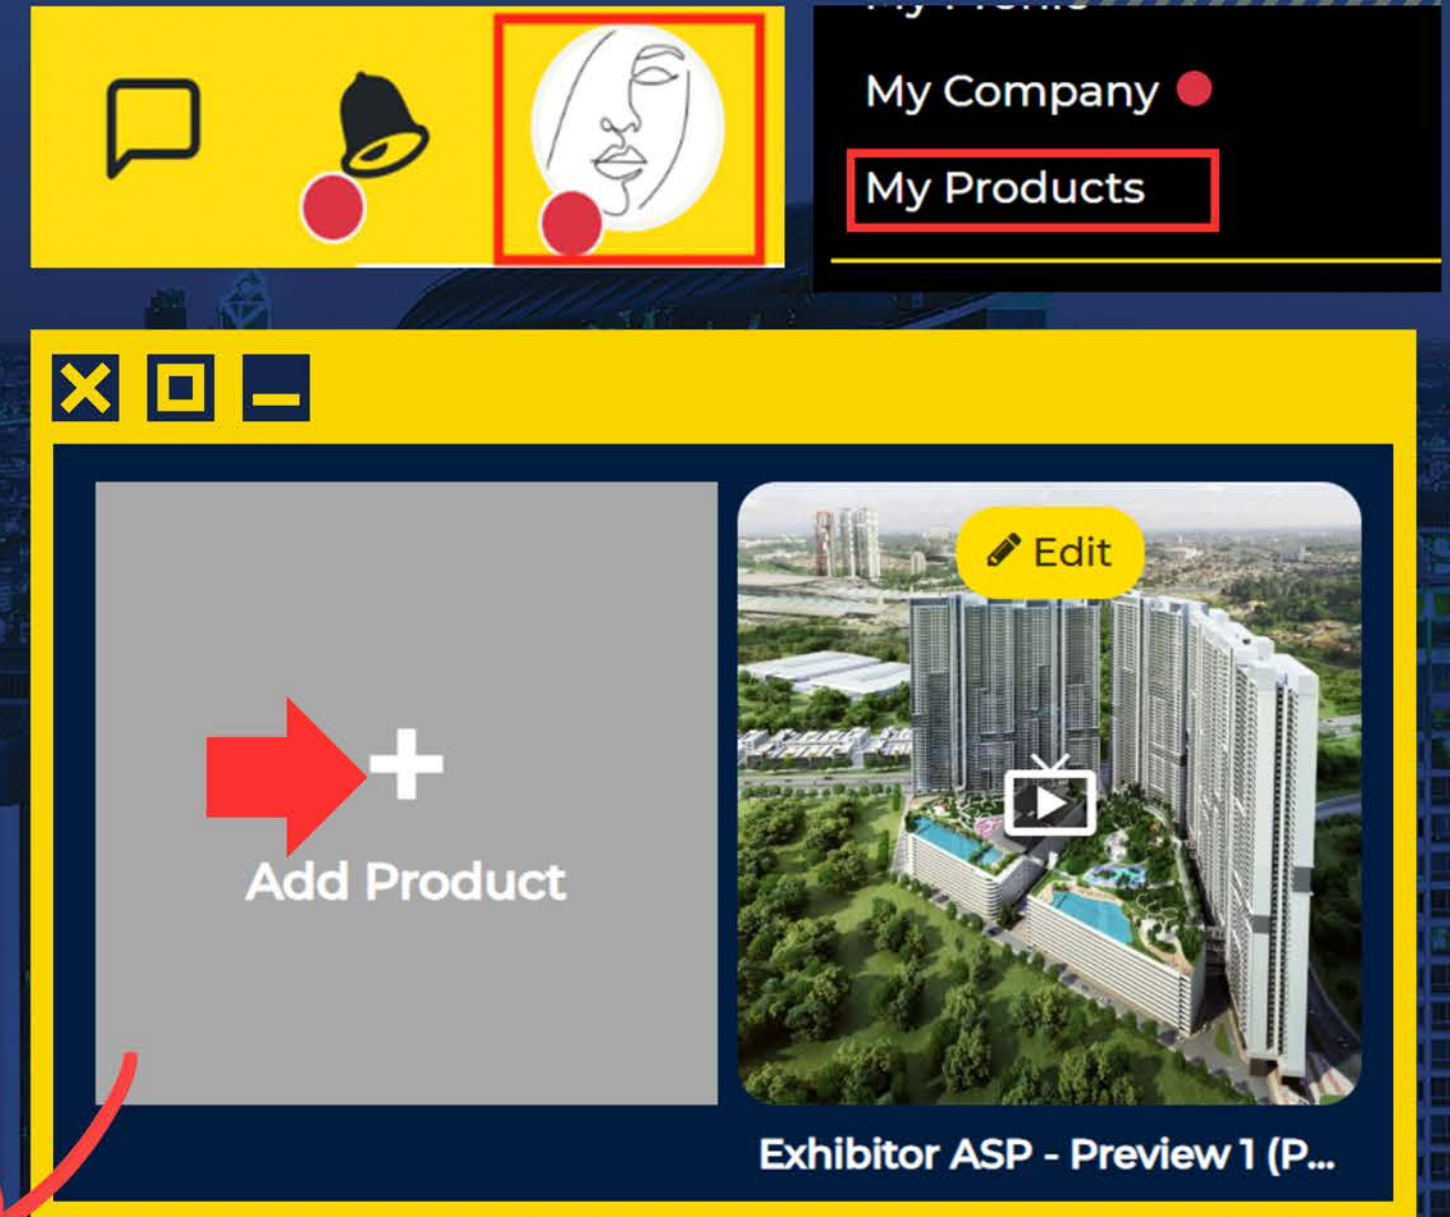 My Company
My Products
Edit
Add Product
Exhibitor ASP - Preview 1 (P...